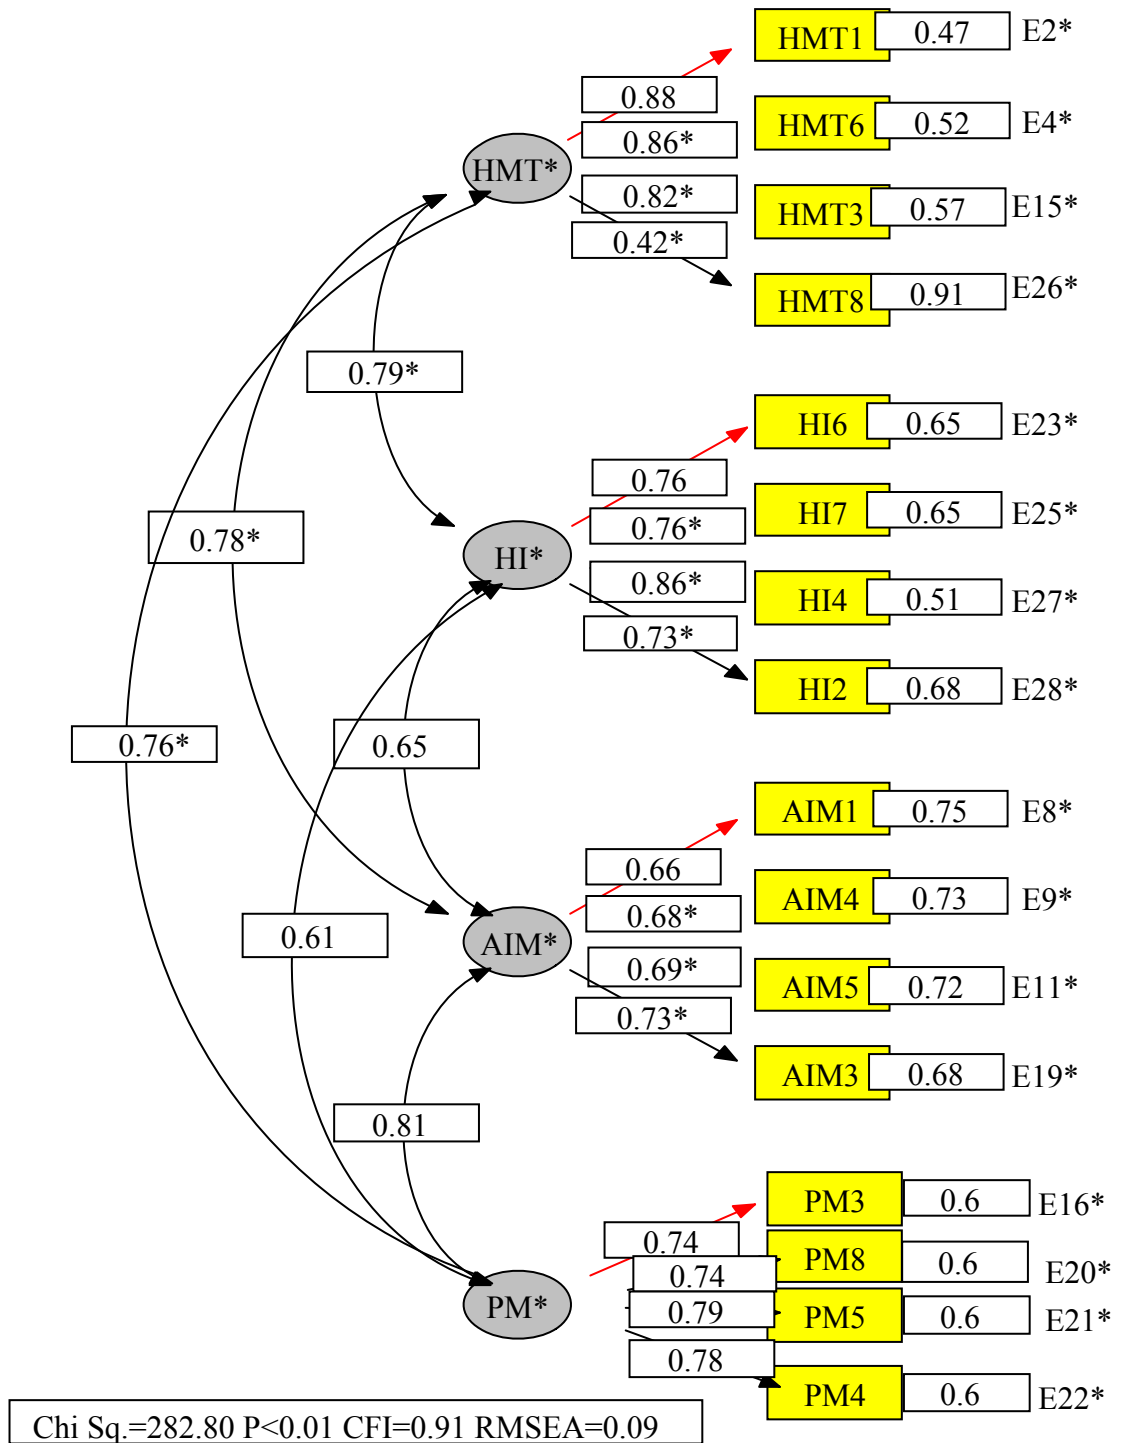 HMT1 0.47 E2*
0.88
HMT6 0.52 E4*
0.86*
HMT*
0.82*
HMT3 0.57 E15*
0.42*
HMT8 0.91 E26*
0.79*
HI6 0.65 E23*
0.76
HI7 0.65 E25*
0.76*
0.78*
HI*
0.86*
HI4 0.51 E27*
0.73*
HI2 0.68 E28*
0.76*
0.65
AIM1 0.75 E8*
0.66
AIM4 0.73 E9*
0.68*
0.61
AIM*
0.69*
AIM5 0.72 E11*
0.73*
AIM3 0.68 E19*
0.81
PM3 0.6 E16*
0.74
PM8 0.6 E20*
0.74
PM*
0.79
PM5 0.6 E21*
0.78
PM4 0.6 E22*
Chi Sq.=282.80 P<0.01 CFI=0.91 RMSEA=0.09